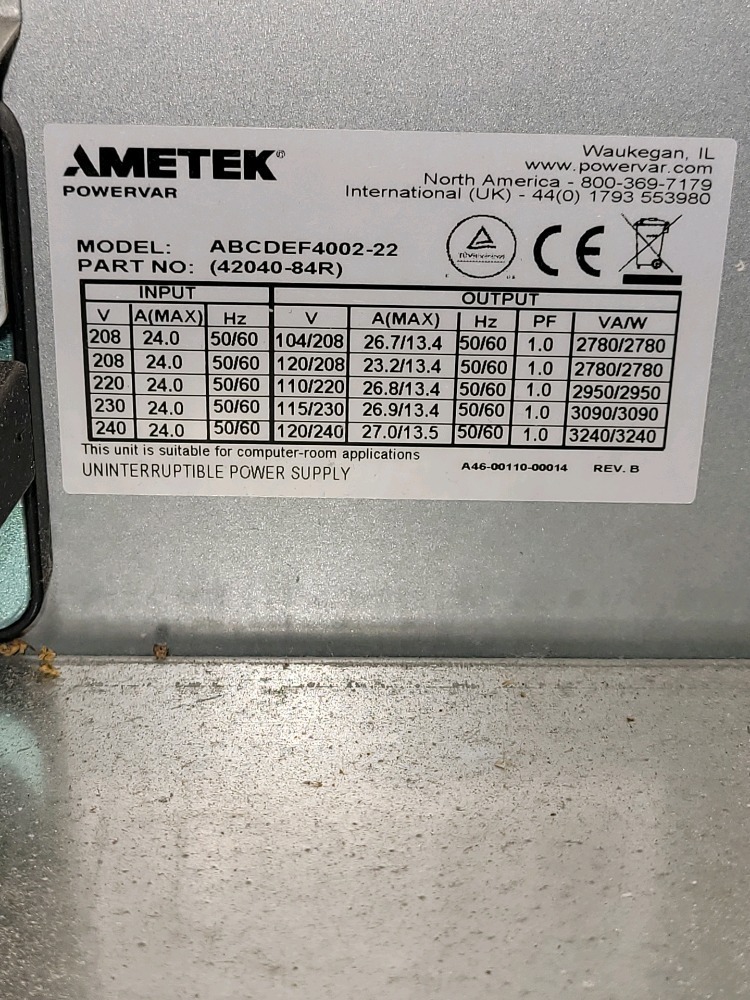 AMETEK®
POWERVAR
Waukegan, IL
www.powervar.com
North America - 800-369-7179
International (UK) - 44(0) 1793 553980
MODEL: ABCDEF4002-22
PART NO: (42040-84R)
CE
INPUT OUTPUT
V A(MAX) Hz V A(MAX) Hz PF VA/W
208 24.0 50/60 104/208 26.7/13.4 50/60 1.0 2780/2780
208 24.0 50/60 120/208 23.2/13.4 50/60 1.0 2780/2780
220 24.0 50/60 110/220 26.8/13.4 50/60 1.0 2950/2950
230 24.0 50/60 115/230 26.9/13.4 50/60 1.0 3090/3090
240 24.0 50/60 120/240 27.0/13.5 50/60 1.0 3240/3240
This unit is suitable for computer-room applications
UNINTERRUPTIBLE POWER SUPPLY A46-00110-00014 REV. B